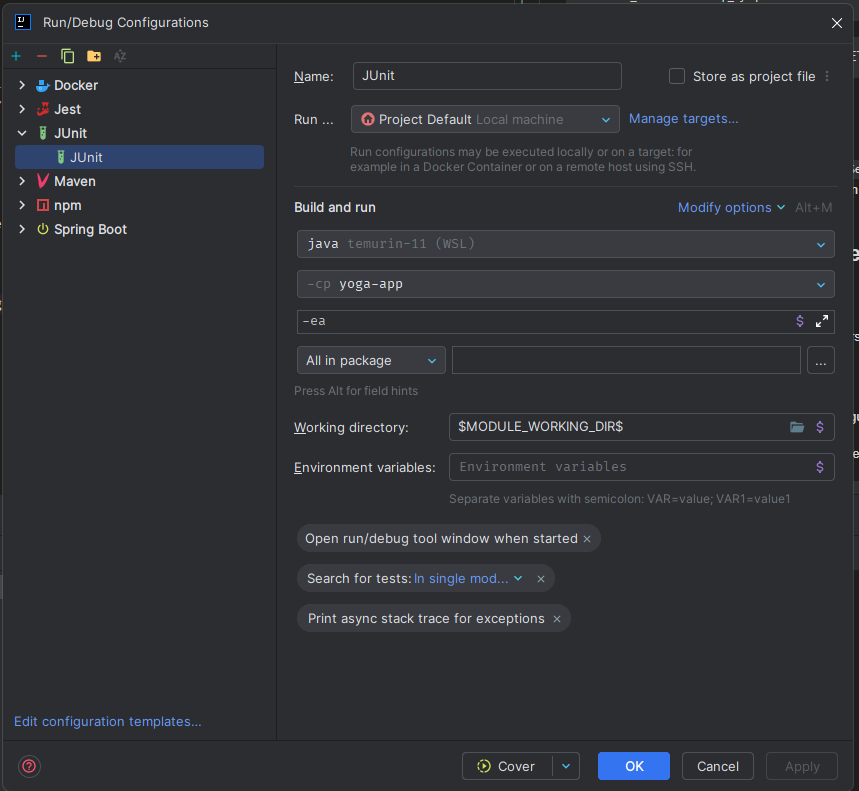 Run/Debug Configurations
Docker
Jest
JUnit
JUnit
Maven
npm
Spring Boot
Edit configuration templates...
Name: JUnit Store as project file
Run ... Project Default Local machine Manage targets...
Run configurations may be executed locally or on a target: for
example in a Docker Container or on a remote host using SSH.
Build and run Modify options Alt+M
java temurin-11 (WSL)
-cp yoga-app
-ea $
All in package ...
Press Alt for field hints
Working directory: $MODULE_WORKING_DIR$ $
Environment variables: Environment variables $
Separate variables with semicolon: VAR=value; VAR1=value1
Open run/debug tool window when started ×
Search for tests: In single mod... ×
Print async stack trace for exceptions ×
? Cover OK Cancel Apply